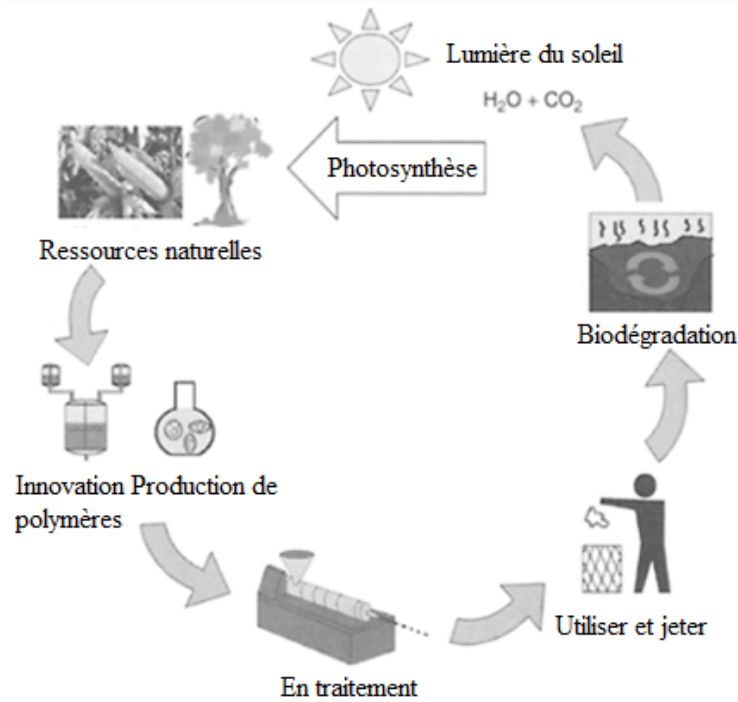 Lumière du soleil
H₂O + CO₂
Photosynthèse
Ressources naturelles
Biodégradation
Innovation Production de
polymères
Utiliser et jeter
En traitement